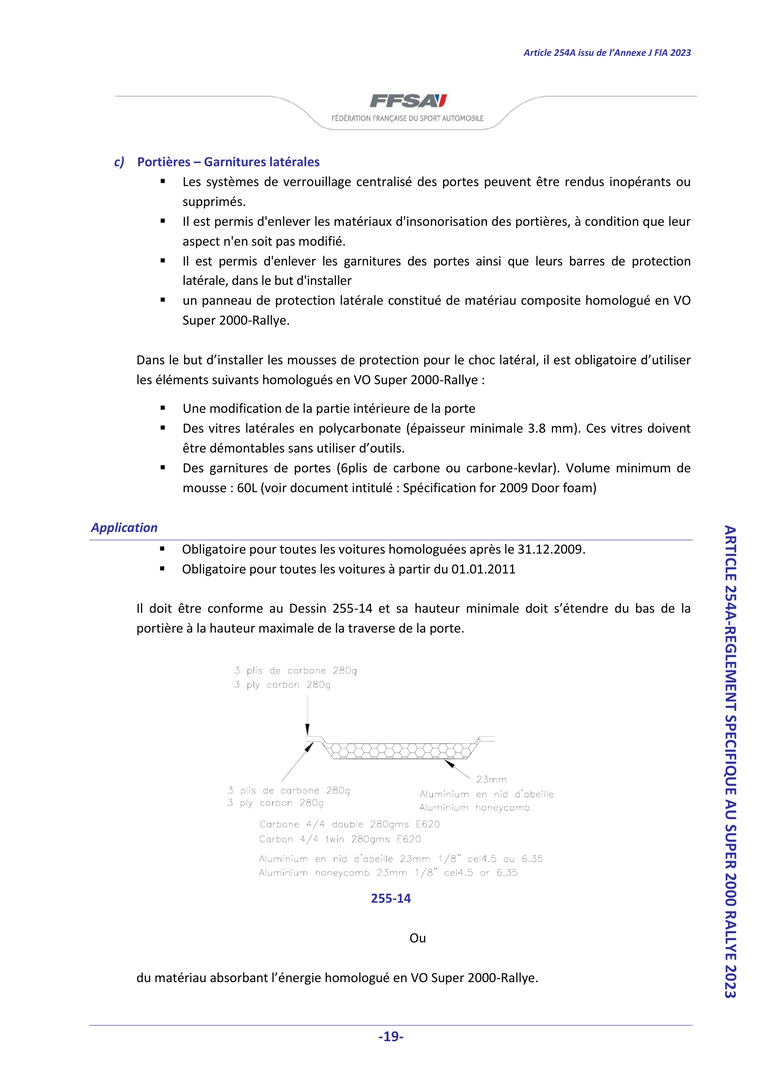 Article 254A issu de l'Annexe J FIA 2023
FFSA
FÉDÉRATION FRANÇAISE DU SPORT AUTOMOBILE
c) Portières – Garnitures latérales
▪ Les systèmes de verrouillage centralisé des portes peuvent être rendus inopérants ou
supprimés.
▪ Il est permis d'enlever les matériaux d'insonorisation des portières, à condition que leur
aspect n'en soit pas modifié.
▪ Il est permis d'enlever les garnitures des portes ainsi que leurs barres de protection
latérale, dans le but d'installer
▪ un panneau de protection latérale constitué de matériau composite homologué en VO
Super 2000-Rallye.
Dans le but d'installer les mousses de protection pour le choc latéral, il est obligatoire d'utiliser
les éléments suivants homologués en VO Super 2000-Rallye :
▪ Une modification de la partie intérieure de la porte
▪ Des vitres latérales en polycarbonate (épaisseur minimale 3.8 mm). Ces vitres doivent
être démontables sans utiliser d'outils.
▪ Des garnitures de portes (6plis de carbone ou carbone-kevlar). Volume minimum de
mousse : 60L (voir document intitulé : Spécification for 2009 Door foam)
Application
▪ Obligatoire pour toutes les voitures homologuées après le 31.12.2009.
▪ Obligatoire pour toutes les voitures à partir du 01.01.2011
Il doit être conforme au Dessin 255-14 et sa hauteur minimale doit s'étendre du bas de la
portière à la hauteur maximale de la traverse de la porte.
3 plis de carbone 280g
3 ply carbon 280g
23mm
Aluminium en nid d'abeille
Aluminium honeycomb
3 plis de carbone 280g
3 ply carbon 280g
Carbone 4/4 double 280gms E620
Carbon 4/4 twin 280gms E620
Aluminium en nid d'abeille 23mm 1/8" cel4.5 ou 6.35
Aluminium honeycomb 23mm 1/8" cel4.5 or 6.35
255-14
Ou
du matériau absorbant l'énergie homologué en VO Super 2000-Rallye.
ARTICLE 254A-REGLEMENT SPECIFIQUE AU SUPER 2000 RALLYE 2023
-19-